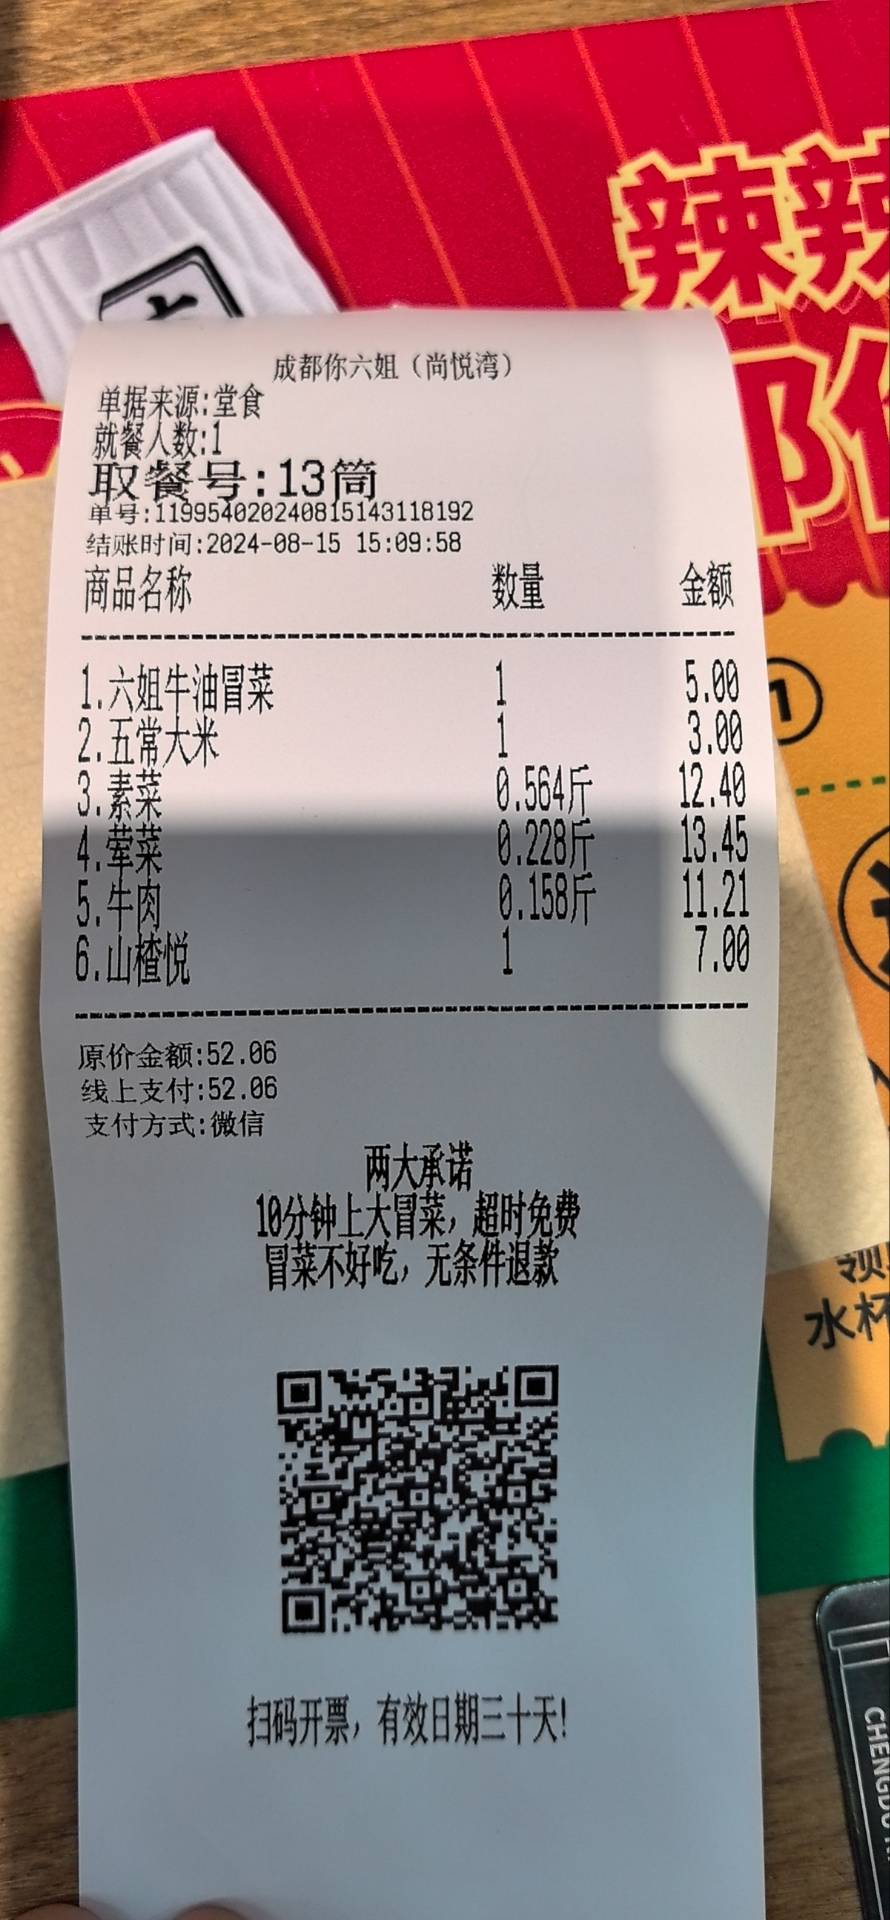 辣辣
成都你六姐（尚悦湾）
单据来源:堂食
就餐人数:1
取餐号:13筒
单号:119954020240815143118192
结账时间:2024-08-15 15:09:58
商品名称 数量 金额
1.六姐牛油冒菜 1 5.00
2.五常大米 1 3.00
3.素菜 0.564斤 12.40
4.荤菜 0.228斤 13.45
5.牛肉 0.158斤 11.21
6.山楂悦 1 7.00
原价金额:52.06
线上支付:52.06
支付方式:微信
两大承诺
10分钟上大冒菜，超时免费
冒菜不好吃，无条件退款
扫码开票，有效日期三十天!
1
领
水杯
CHENGDU